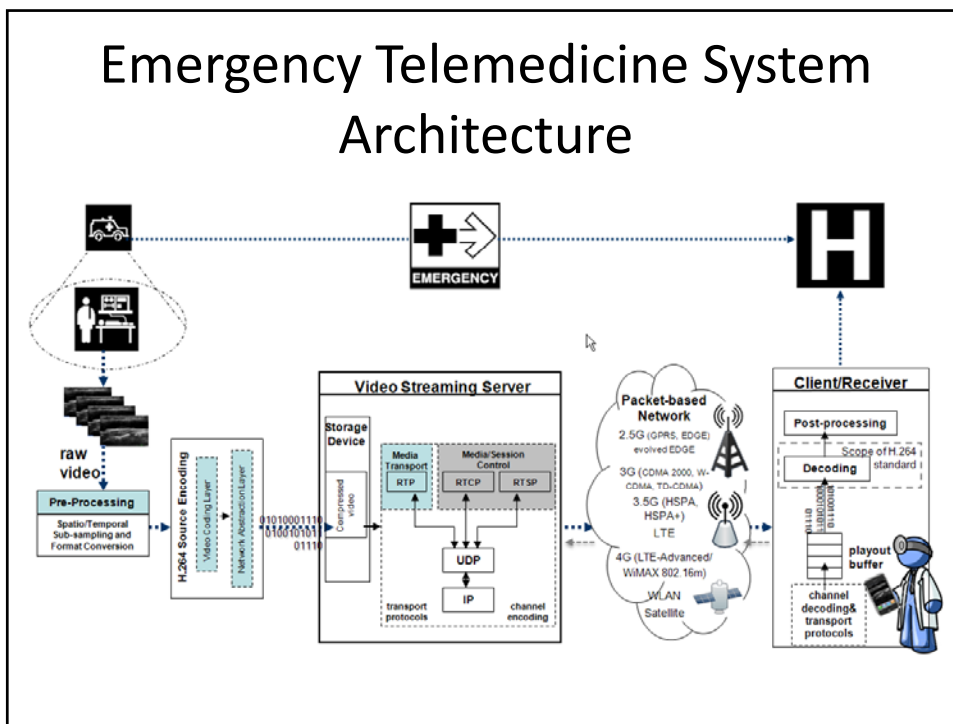 Emergency Telemedicine System
Architecture
EMERGENCY
H
raw
video
Pre-Processing
Spatio/Temporal
Sub-sampling and
Format Conversion
H.264 Source Encoding
Video Coding Layer
Network Abstraction Layer
01010001110
0100101011
01110
Video Streaming Server
Storage
Device
Compressed
video
Media
Transport
RTP
Media/Session
Control
RTCP
RTSP
UDP
IP
transport
protocols
channel
encoding
Packet-based
Network
2.5G (GPRS, EDGE)
evolved EDGE
3G (CDMA 2000, W-
CDMA, TD-CDMA)
3.5G (HSPA,
HSPA+)
LTE
4G (LTE-Advanced/
WiMAX 802.16m)
WLAN
Satellite
Client/Receiver
Post-processing
Scope of H.264
standard
Decoding
01110
playout
buffer
channel
decoding&
transport
protocols